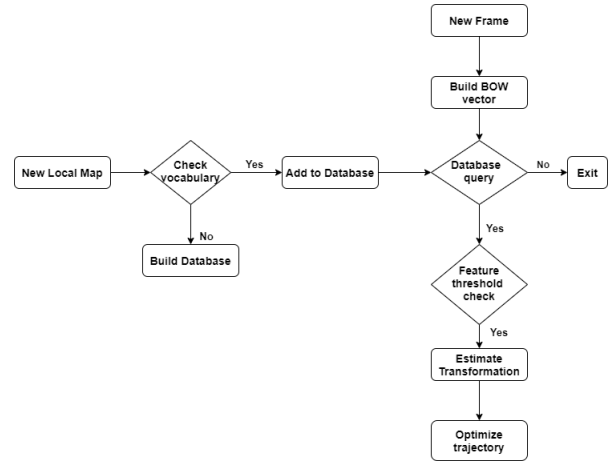 New Frame
Build BOW
vector
New Local Map
Check
vocabulary
Yes
Add to Database
Database
query
No
Exit
No
Build Database
Yes
Feature
threshold
check
Yes
Estimate
Transformation
Optimize
trajectory